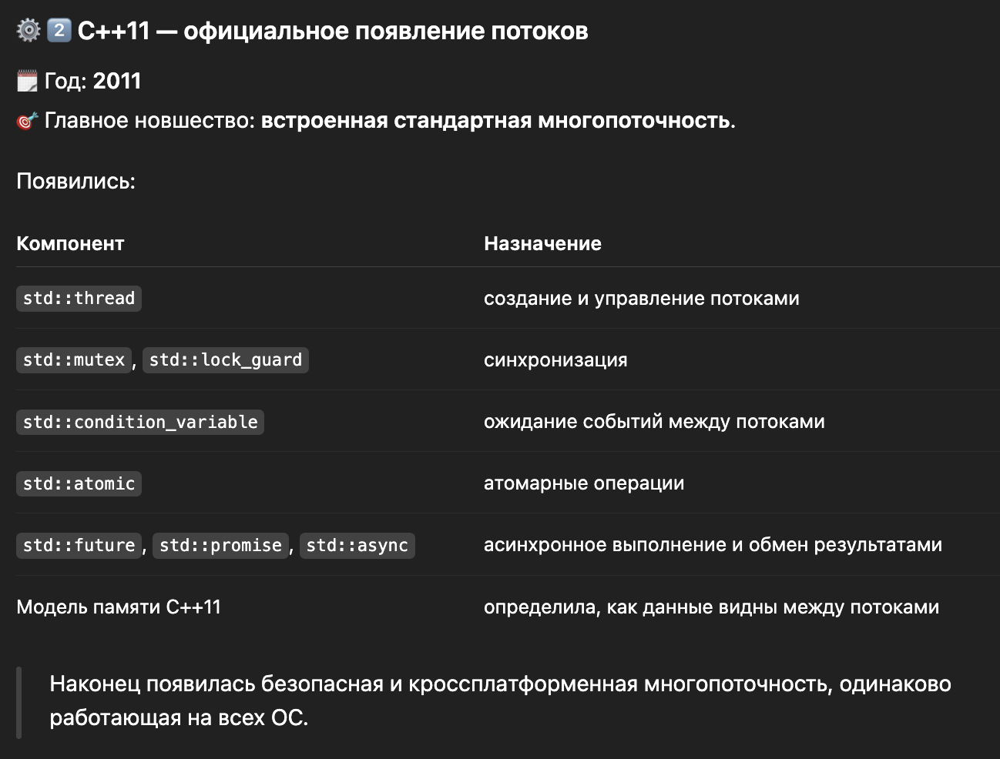 ⚙️ 2️⃣ C++11 — официальное появление потоков
🗓️ Год: 2011
🎯 Главное новшество: встроенная стандартная многопоточность.
Появились:
Компонент Назначение
std::thread создание и управление потоками
std::mutex, std::lock_guard синхронизация
std::condition_variable ожидание событий между потоками
std::atomic атомарные операции
std::future, std::promise, std::async асинхронное выполнение и обмен результатами
Модель памяти C++11 определила, как данные видны между потоками
Наконец появилась безопасная и кроссплатформенная многопоточность, одинаково
работающая на всех ОС.